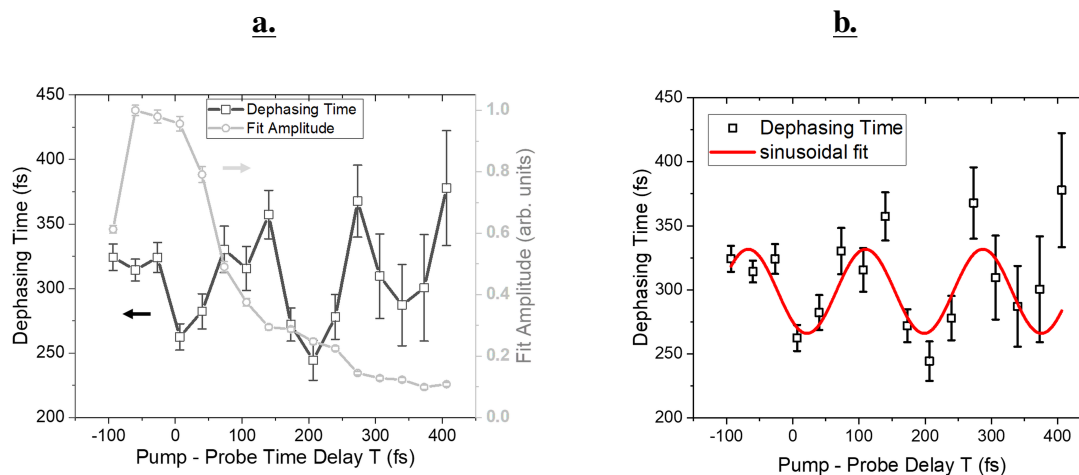 a.
b.
450
400
350
300
250
200
Dephasing Time (fs)
Dephasing Time
Fit Amplitude
1.0
0.8
0.6
0.4
0.2
0.0
Fit Amplitude (arb. units)
-100 0 100 200 300 400
Pump - Probe Time Delay T (fs)
450
400
350
300
250
200
Dephasing Time (fs)
Dephasing Time
sinusoidal fit
-100 0 100 200 300 400
Pump - Probe Delay T (fs)